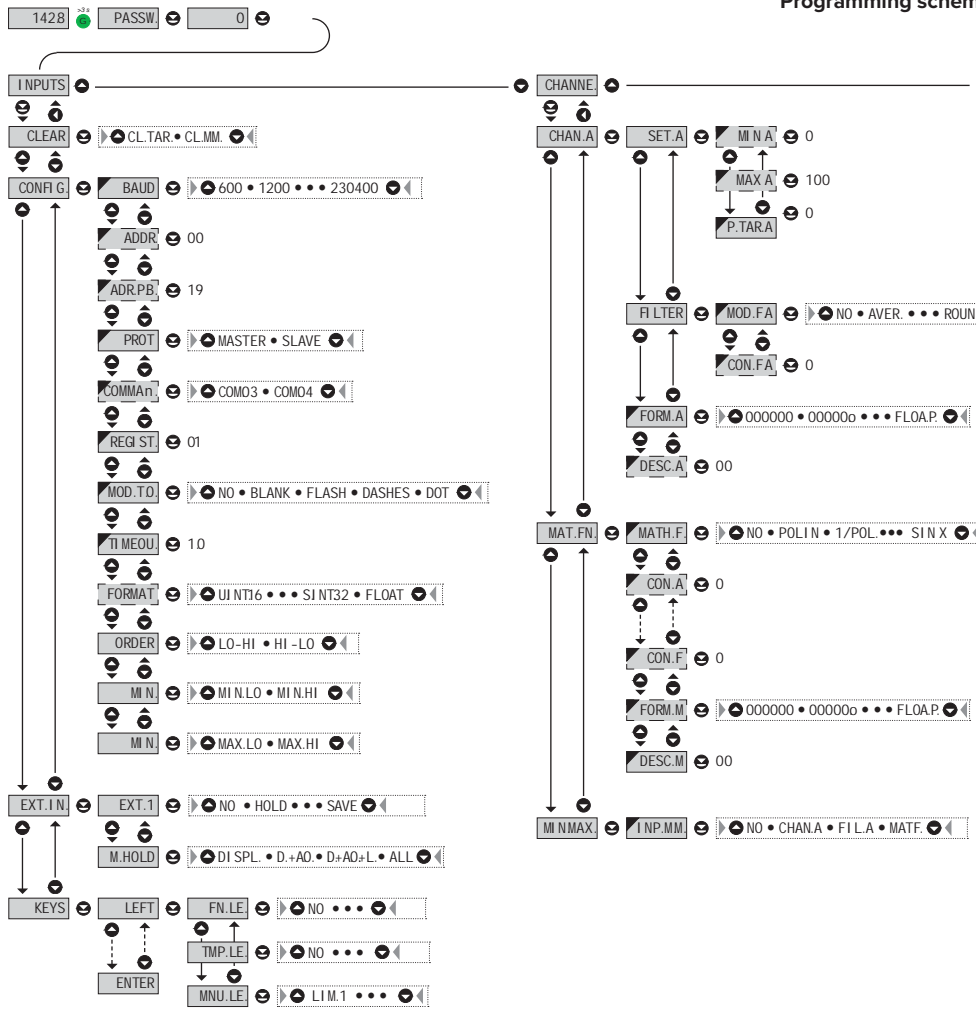 Programming schem
1428 >3 s G PASSW. 0
INPUTS
CLEAR CL.TAR. • CL.MM.
CONFIG. BAUD 600 • 1200 • • • 230400
ADDR. 00
ADR.PB. 19
PROT MASTER • SLAVE
COMMAn. COM03 • COM04
REGIST. 01
MOD.T.O. NO • BLANK • FLASH • DASHES • DOT
TIMEOU. 10
FORMAT UINT16 • • • SINT32 • FLOAT
ORDER LO-HI • HI-LO
MIN. MIN.LO • MIN.HI
MIN. MAX.LO • MAX.HI
EXT.IN. EXT.1 NO • HOLD • • • SAVE
M.HOLD DISPL. • D.+AO. • D.+AO.+L. • ALL
KEYS LEFT FN.LE. NO • • •
TMP.LE. NO • • •
ENTER
MNU.LE. LIM.1 • • •
CHANNE.
CHAN.A SET.A MIN A 0
MAX A 100
P.TAR.A 0
FILTER MOD.FA NO • AVER. • • • ROUN
CON.FA 0
FORM.A 000000 • 00000o • • • FLOA.P.
DESC.A 00
MAT.FN. MATH.F. NO • POLIN • 1/POL. • • • SIN X
CON.A 0
CON.F 0
FORM.M 000000 • 00000o • • • FLOA.P.
DESC.M 00
MINMAX. INP.MM. NO • CHAN.A • FIL.A • MATF.